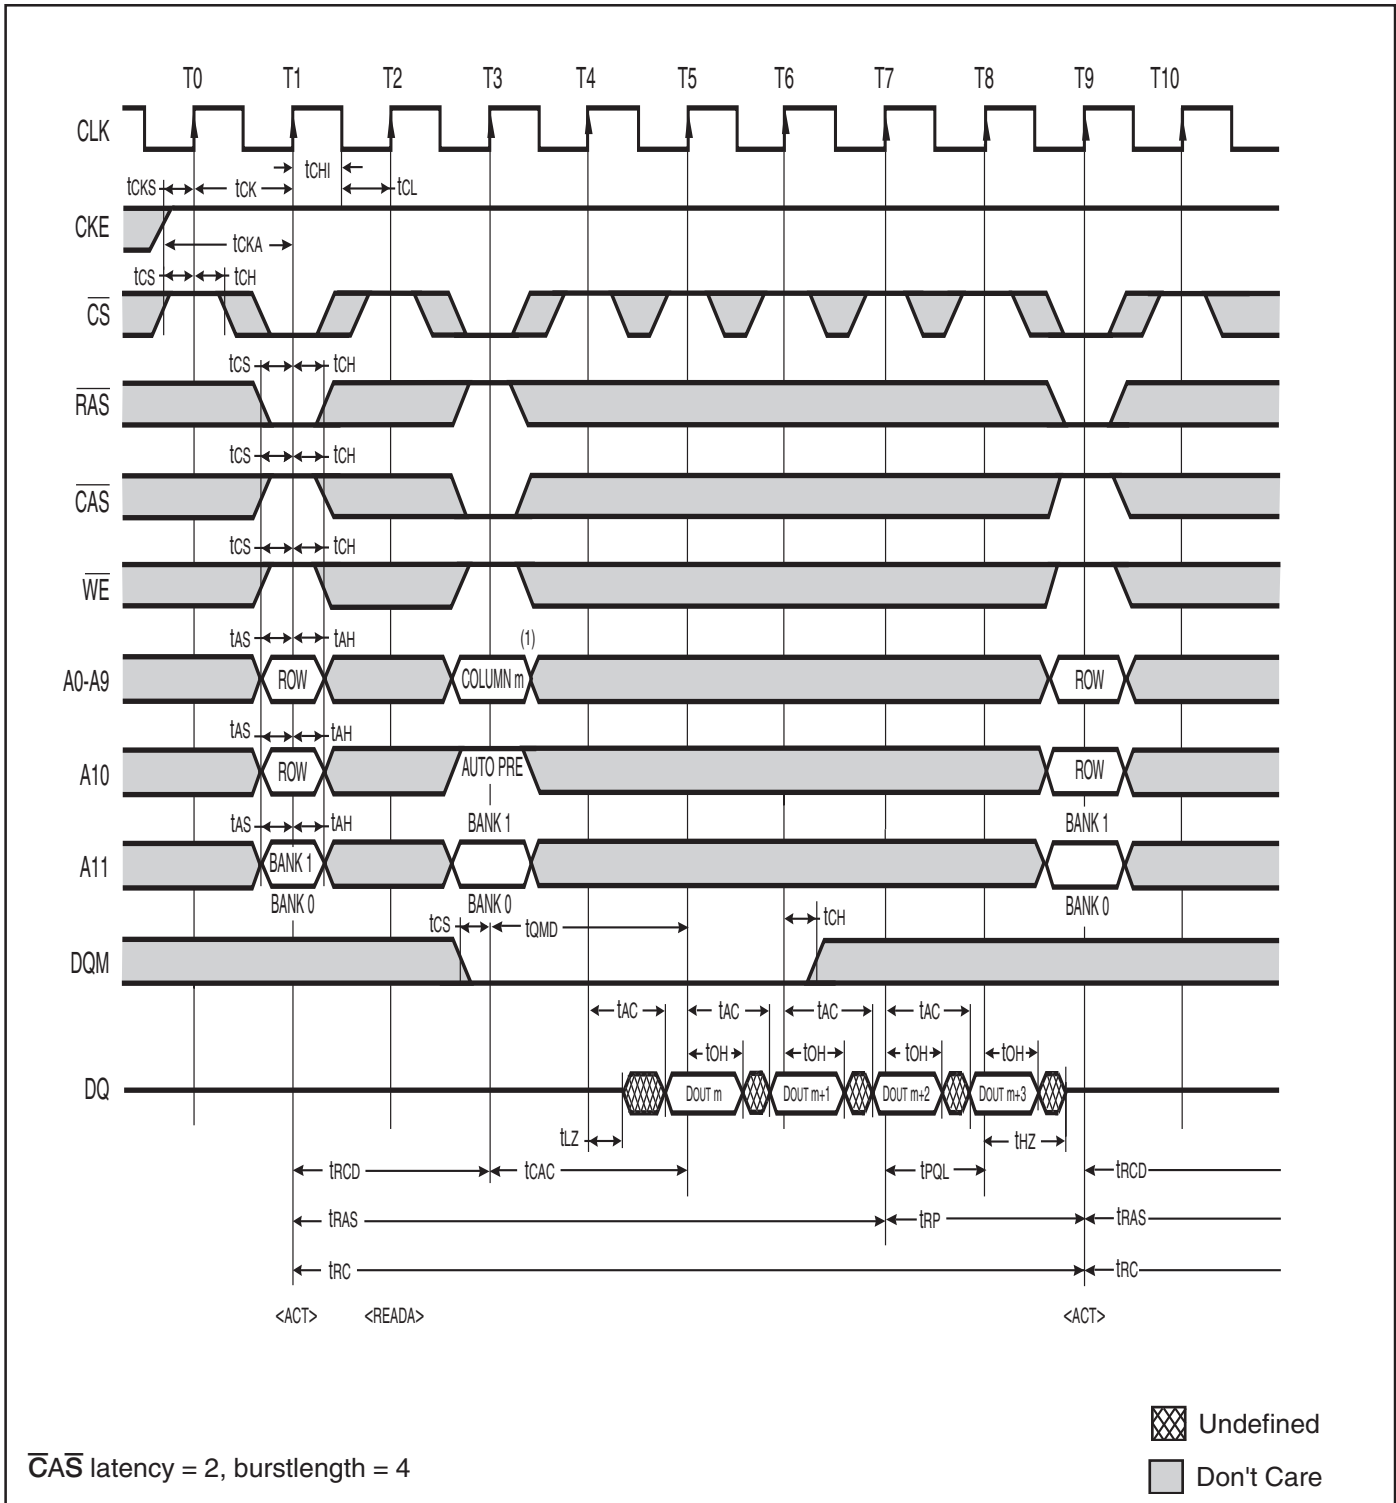 T0 T1 T2 T3 T4 T5 T6 T7 T8 T9 T10
CLK
tCHI
tCKS tCK tCL
CKE
tCKA
tCS tCH
CS
tCS tCH
RAS
tCS tCH
CAS
tCS tCH
WE
tAS tAH (1)
A0-A9 ROW COLUMN m ROW
tAS tAH
A10 ROW AUTO PRE ROW
tAS tAH BANK 1 BANK 1
A11 BANK 1
BANK 0 BANK 0 BANK 0
tCS tQMD tCH
DQM
tAC tAC tAC tAC
tOH tOH tOH tOH
DQ DOUT m DOUT m+1 DOUT m+2 DOUT m+3
tLZ tHZ
tRCD tCAC tPQL tRCD
tRAS tRP tRAS
tRC tRC
<ACT> <READA> <ACT>
Undefined
CAS latency = 2, burstlength = 4
Don't Care